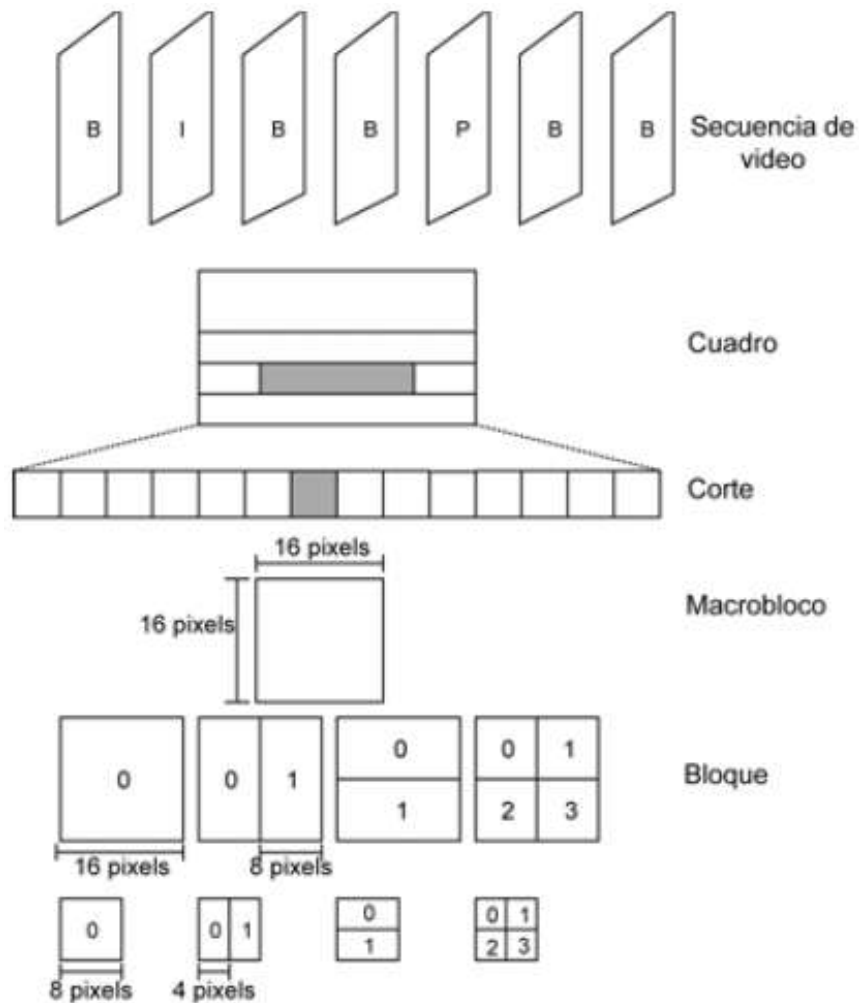 B I B B P B B
Secuencia de
video
Cuadro
Corte
16 pixels
16 pixels
Macrobloco
0 0 1 0 0 1
1 2 3
Bloque
16 pixels 8 pixels
0 0 1 0 0 1
1 2 3
8 pixels 4 pixels